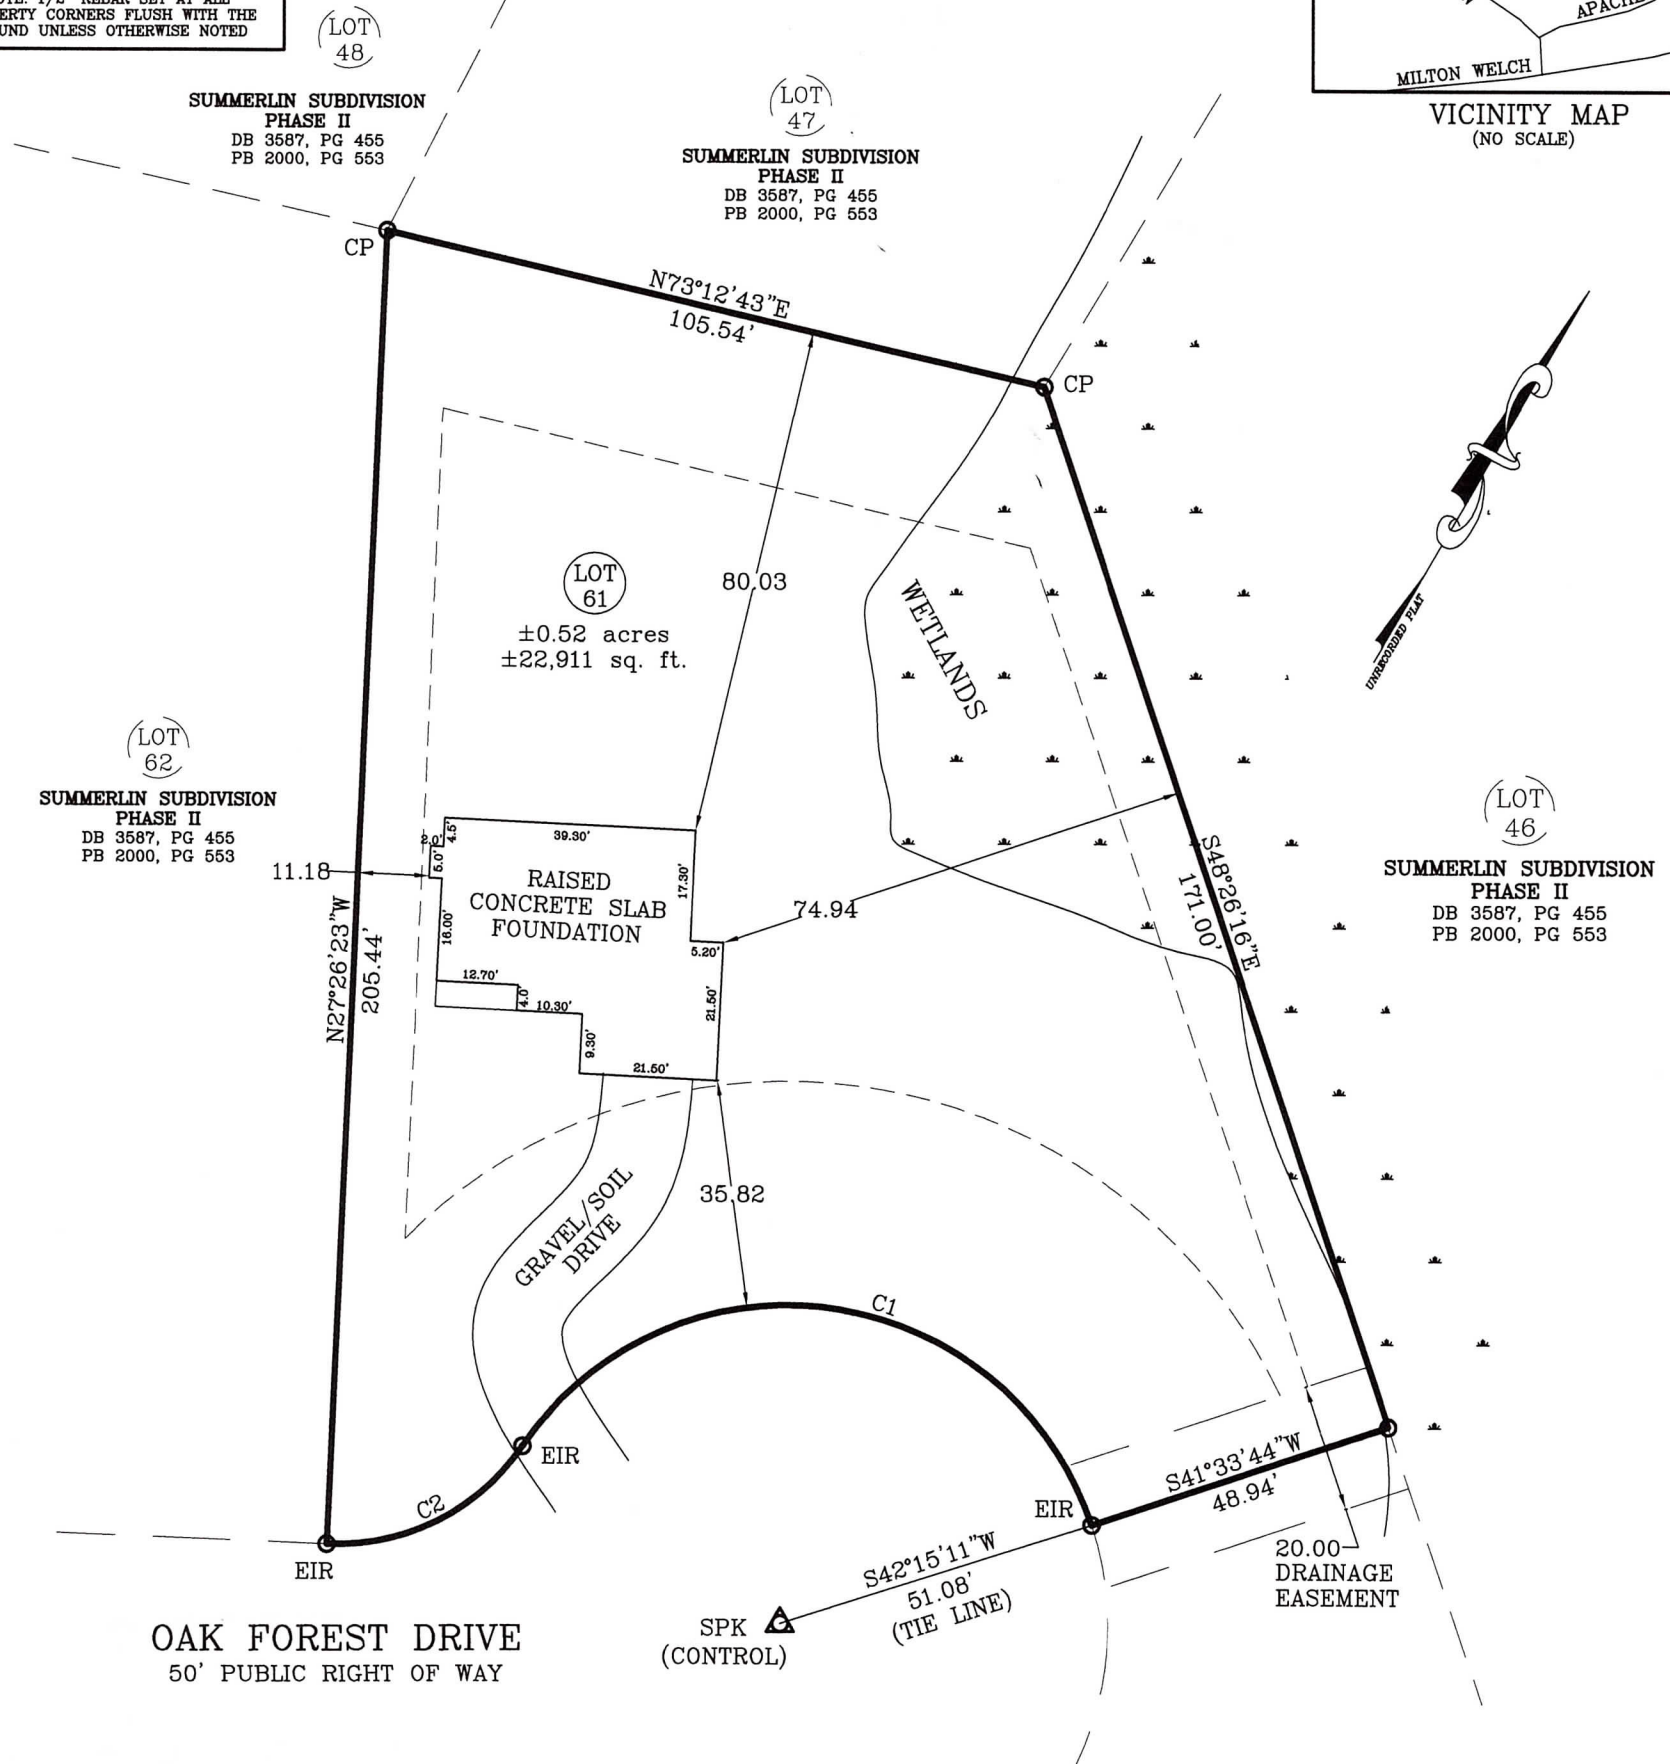 ERTY CORNERS FLUSH WITH THE
UND UNLESS OTHERWISE NOTED
LOT
48
SUMMERLIN SUBDIVISION
PHASE II
DB 3587, PG 455
PB 2000, PG 553
LOT
47
SUMMERLIN SUBDIVISION
PHASE II
DB 3587, PG 455
PB 2000, PG 553
APACHE
MILTON WELCH
VICINITY MAP
(NO SCALE)
CP
N73°12'43"E
105.54'
CP
LOT
61
±0.52 acres
±22,911 sq. ft.
80.03
WETLANDS
UNRECORDED PLAT
LOT
62
SUMMERLIN SUBDIVISION
PHASE II
DB 3587, PG 455
PB 2000, PG 553
11.18
N27°26'23"W
205.44'
2.0'
4.5'
5.0'
39.30'
17.30'
16.00'
RAISED
CONCRETE SLAB
FOUNDATION
5.20'
12.70'
4.0'
10.30'
9.30'
21.50'
21.50'
74.94
S48°26'16"E
171.00'
LOT
46
SUMMERLIN SUBDIVISION
PHASE II
DB 3587, PG 455
PB 2000, PG 553
35.82
GRAVEL/SOIL
DRIVE
C1
C2
EIR
EIR
EIR
S41°33'44"W
48.94'
S42°15'11"W
51.08'
(TIE LINE)
20.00
DRAINAGE
EASEMENT
SPK
(CONTROL)
OAK FOREST DRIVE
50' PUBLIC RIGHT OF WAY